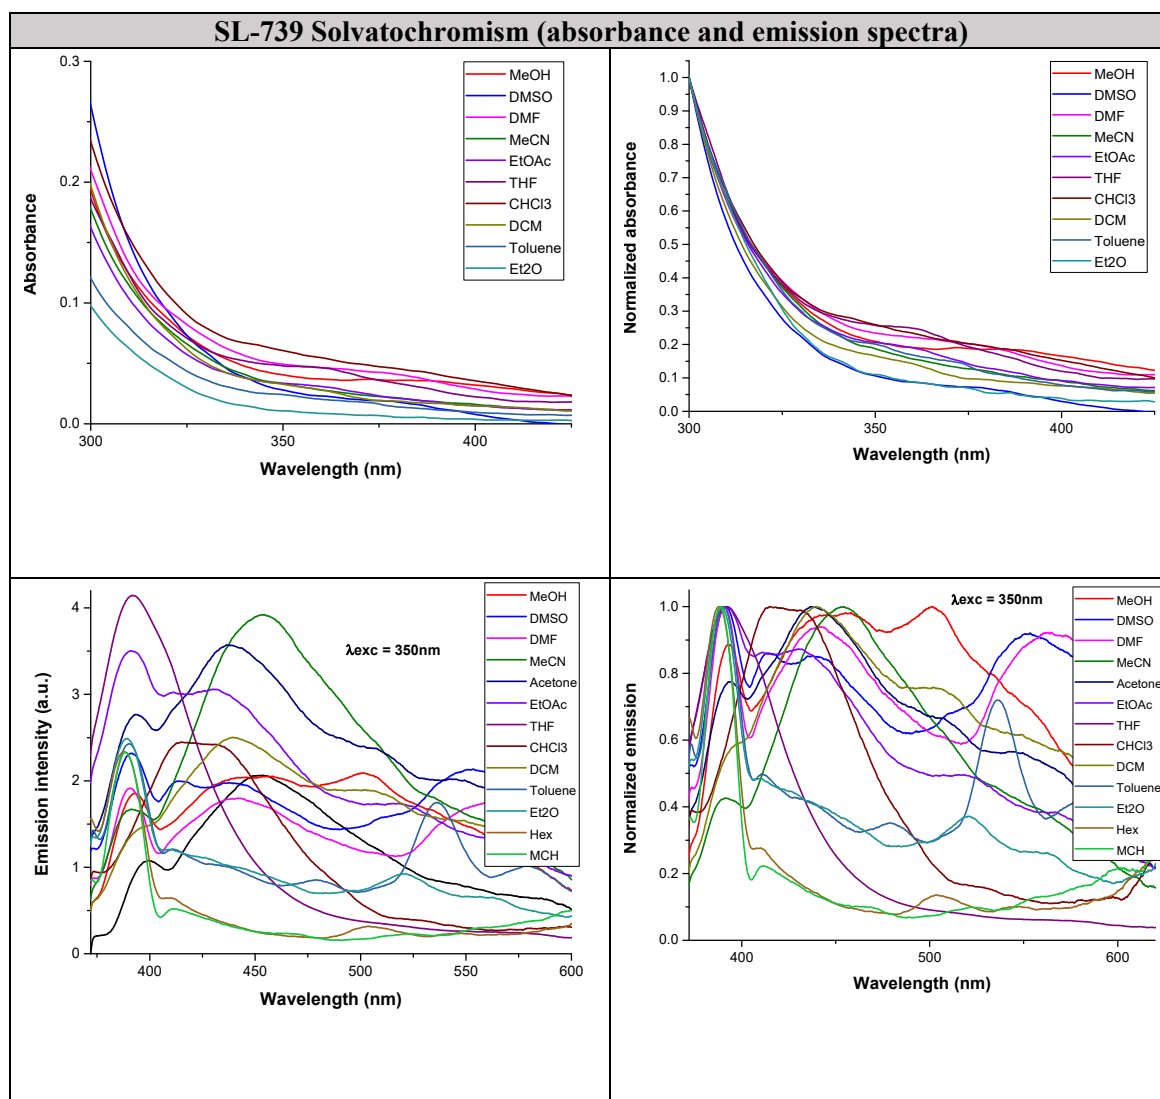 SL-739 Solvatochromism (absorbance and emission spectra)
0.3
0.2
0.1
0.0
300
350
400
Absorbance
Wavelength (nm)
MeOH
DMSO
DMF
MeCN
EtOAc
THF
CHCl3
DCM
Toluene
Et2O
1.0
0.9
0.8
0.7
0.6
0.5
0.4
0.3
0.2
0.1
0.0
300
350
400
Normalized absorbance
Wavelength (nm)
MeOH
DMSO
DMF
MeCN
EtOAc
THF
CHCl3
DCM
Toluene
Et2O
4
3
2
1
0
400
450
500
550
600
Emission intensity (a.u.)
Wavelength (nm)
λexc = 350nm
MeOH
DMSO
DMF
MeCN
Acetone
EtOAc
THF
CHCl3
DCM
Toluene
Et2O
Hex
MCH
1.0
0.8
0.6
0.4
0.2
0.0
400
500
600
Normalized emission
Wavelength (nm)
λexc = 350nm
MeOH
DMSO
DMF
MeCN
Acetone
EtOAc
THF
CHCl3
DCM
Toluene
Et2O
Hex
MCH